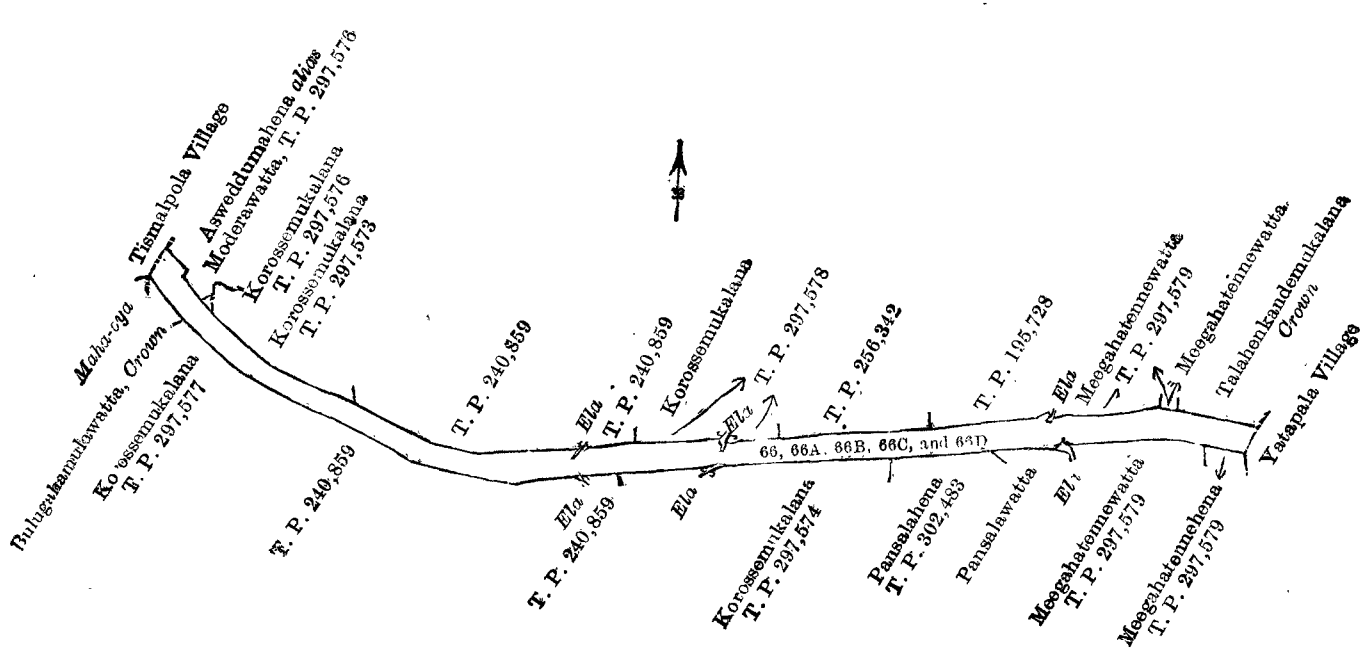 Tismalpola Village
Asweddumahena alias
Moderawatta, T. P. 297,578
Korossemukalana
T. P. 297,576
Korossemukalana
T. P. 297,573
Maha-oya
Bulugahamulawatta, Crown
Korossemukalana
T. P. 297,577
T. P. 240,859
T. P. 240,859
Ela
T. P. 240,859
Korossemukalana
T. P. 297,578
Ela
T. P. 256,342
T. P. 195,728
Ela
Meegahatennewatta
T. P. 297,579
Meegahatennewatta
Talahenkandemukalana
Crown
Yatapala Village
66, 66A, 66B, 66C, and 66D
Ela
T. P. 240,859
Ela
Korossemukalana
T. P. 297,574
Pansalahena
T. P. 302,483
Pansalawatta
Ela
Meegahatennewatta
T. P. 297,579
Meegahatennehena
T. P. 297,579